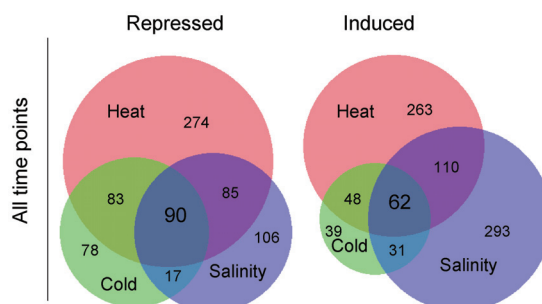 Repressed
Induced
All time points
Heat
274
83
90
85
78
17
106
Cold
Salinity
Heat
263
110
48
62
39
Cold
31
293
Salinity